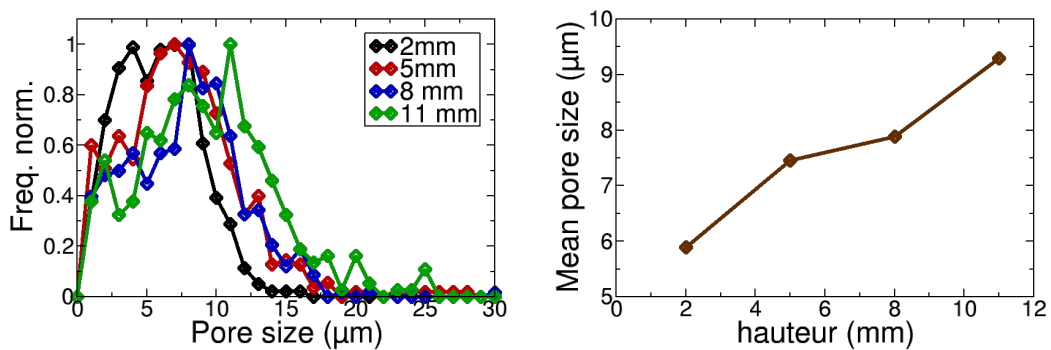 Freq. norm.
1
0.8
0.6
0.4
0.2
0
2mm
5mm
8 mm
11 mm
0 5 10 15 20 25 30
Pore size (µm)
Mean pore size (µm)
10
9
8
7
6
5
0 2 4 6 8 10 12
hauteur (mm)